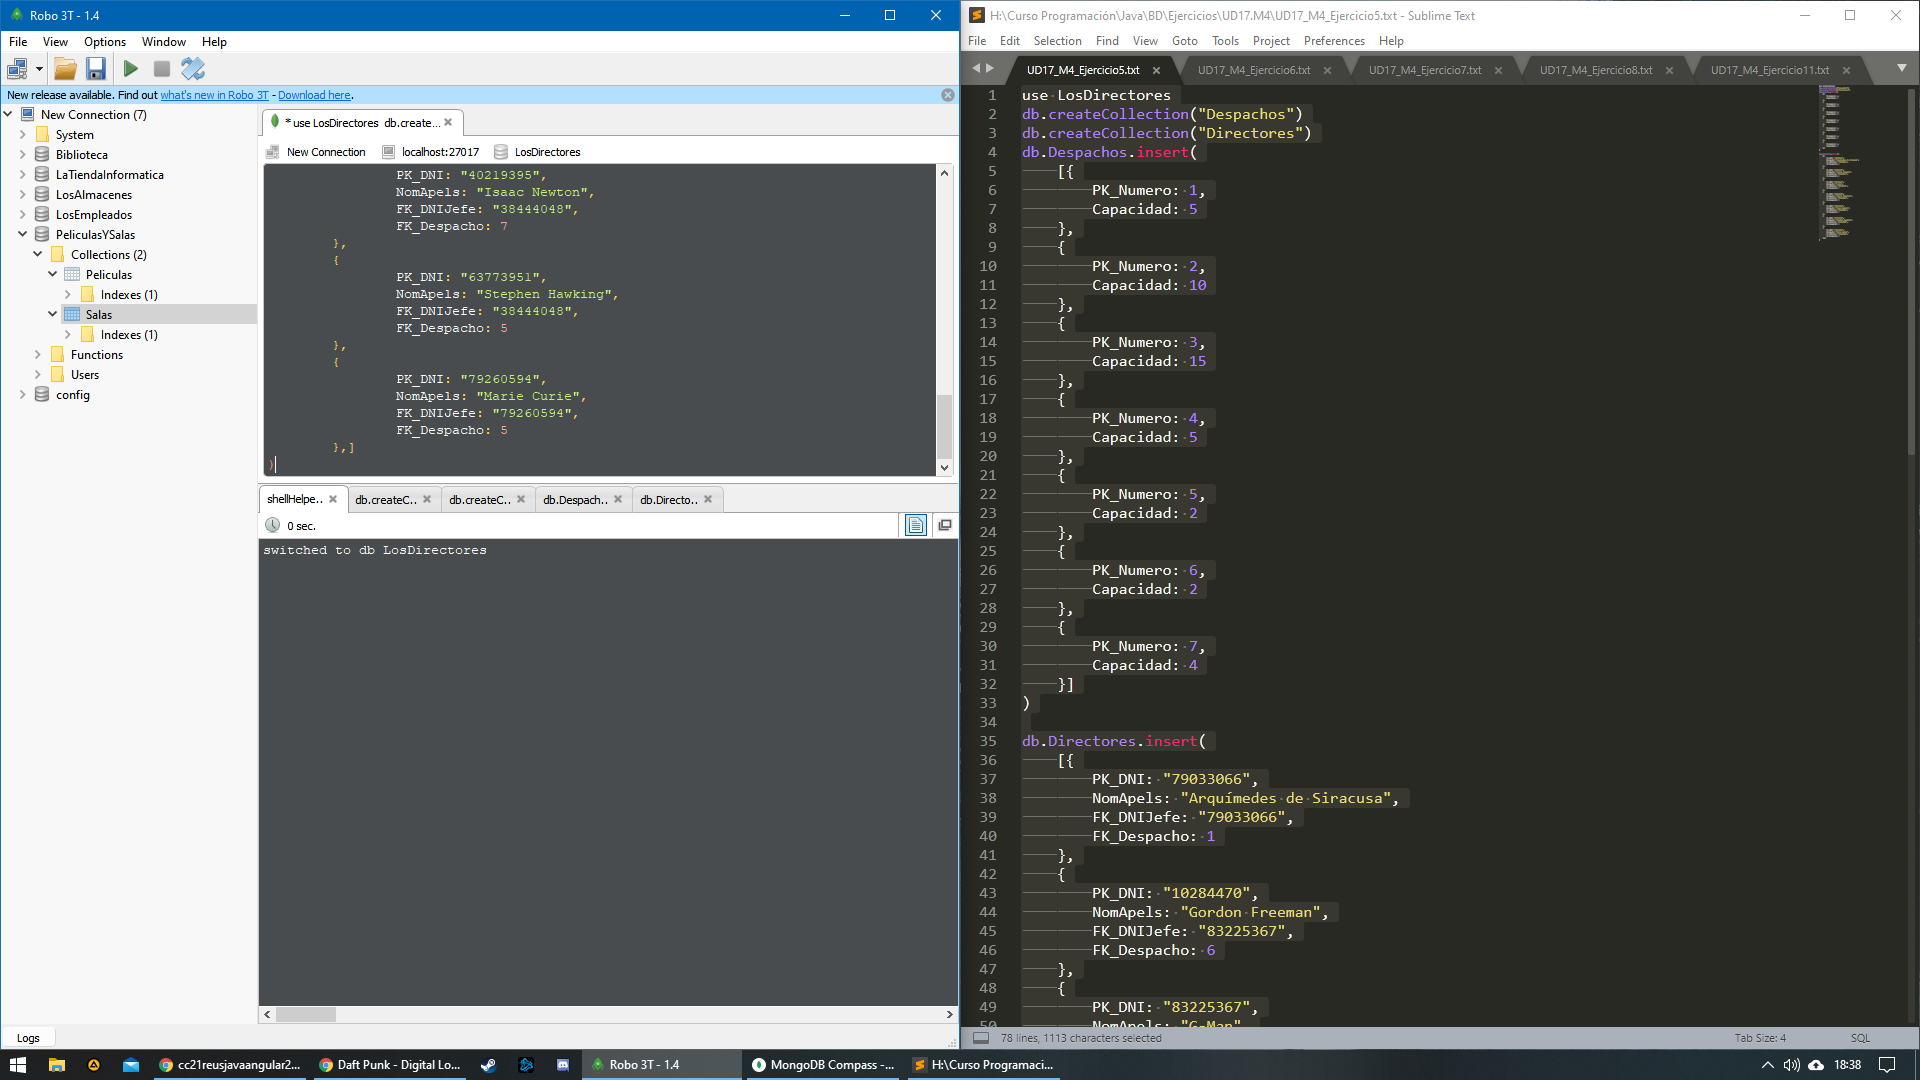 Robo 3T - 1.4
File View Options Window Help
New release available. Find out what's new in Robo 3T - Download here.
New Connection (7)
System
Biblioteca
LaTiendaInformatica
LosAlmacenes
LosEmpleados
PeliculasYSalas
Collections (2)
Peliculas
Indexes (1)
Salas
Indexes (1)
Functions
Users
config
* use LosDirectores db.create...
New Connection localhost:27017 LosDirectores
PK_DNI: "40219395",
NomApels: "Isaac Newton",
FK_DNIJefe: "38444048",
FK_Despacho: 7
},
{
PK_DNI: "63773951",
NomApels: "Stephen Hawking",
FK_DNIJefe: "38444048",
FK_Despacho: 5
},
{
PK_DNI: "79260594",
NomApels: "Marie Curie",
FK_DNIJefe: "79260594",
FK_Despacho: 5
},]
)
shellHelpe.. db.createC.. db.createC.. db.Despach.. db.Directo..
0 sec.
switched to db LosDirectores
Logs
H:\Curso Programación\Java\BD\Ejercicios\UD17.M4\UD17_M4_Ejercicio5.txt - Sublime Text
File Edit Selection Find View Goto Tools Project Preferences Help
UD17_M4_Ejercicio5.txt UD17_M4_Ejercicio6.txt UD17_M4_Ejercicio7.txt UD17_M4_Ejercicio8.txt UD17_M4_Ejercicio11.txt
1 use LosDirectores
2 db.createCollection("Despachos")
3 db.createCollection("Directores")
4 db.Despachos.insert(
5 [{
6 PK_Numero: 1,
7 Capacidad: 5
8 },
9 {
10 PK_Numero: 2,
11 Capacidad: 10
12 },
13 {
14 PK_Numero: 3,
15 Capacidad: 15
16 },
17 {
18 PK_Numero: 4,
19 Capacidad: 5
20 },
21 {
22 PK_Numero: 5,
23 Capacidad: 2
24 },
25 {
26 PK_Numero: 6,
27 Capacidad: 2
28 },
29 {
30 PK_Numero: 7,
31 Capacidad: 4
32 }]
33 )
34
35 db.Directores.insert(
36 [{
37 PK_DNI: "79033066",
38 NomApels: "Arquímedes de Siracusa",
39 FK_DNIJefe: "79033066",
40 FK_Despacho: 1
41 },
42 {
43 PK_DNI: "10284470",
44 NomApels: "Gordon Freeman",
45 FK_DNIJefe: "83225367",
46 FK_Despacho: 6
47 },
48 {
49 PK_DNI: "83225367",
50 NomApels: "G-Man"
78 lines, 1113 characters selected Tab Size: 4 SQL
cc21reusjavaangular2... Daft Punk - Digital Lo... Robo 3T - 1.4 MongoDB Compass -... H:\Curso Programaci... 18:38